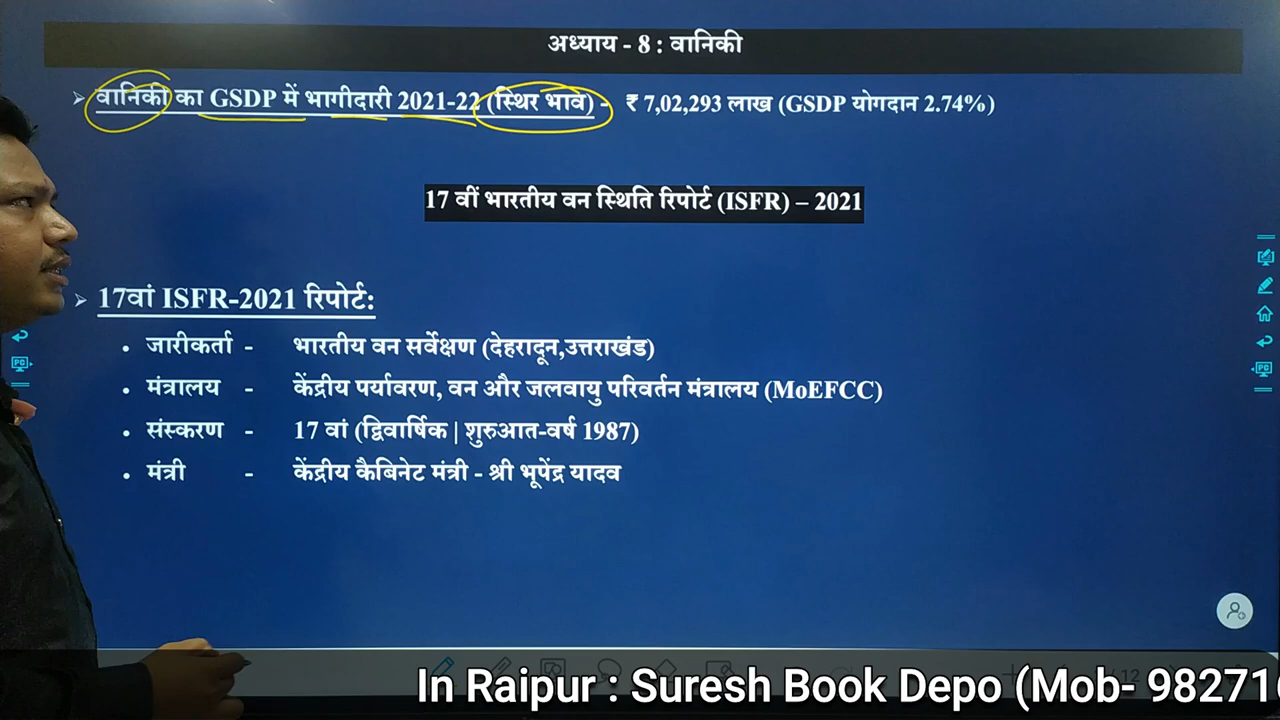 अध्याय - 8 : वानिकी
वानिकी का GSDP में भागीदारी 2021-22 (स्थिर भाव) - ₹ 7,02,293 लाख (GSDP योगदान 2.74%)
17 वीं भारतीय वन स्थिति रिपोर्ट (ISFR) – 2021
17वां ISFR-2021 रिपोर्ट:
• जारीकर्ता - भारतीय वन सर्वेक्षण (देहरादून,उत्तराखंड)
• मंत्रालय - केंद्रीय पर्यावरण, वन और जलवायु परिवर्तन मंत्रालय (MoEFCC)
• संस्करण - 17 वां (द्विवार्षिक | शुरुआत-वर्ष 1987)
• मंत्री - केंद्रीय कैबिनेट मंत्री - श्री भूपेंद्र यादव
In Raipur : Suresh Book Depo (Mob- 98271